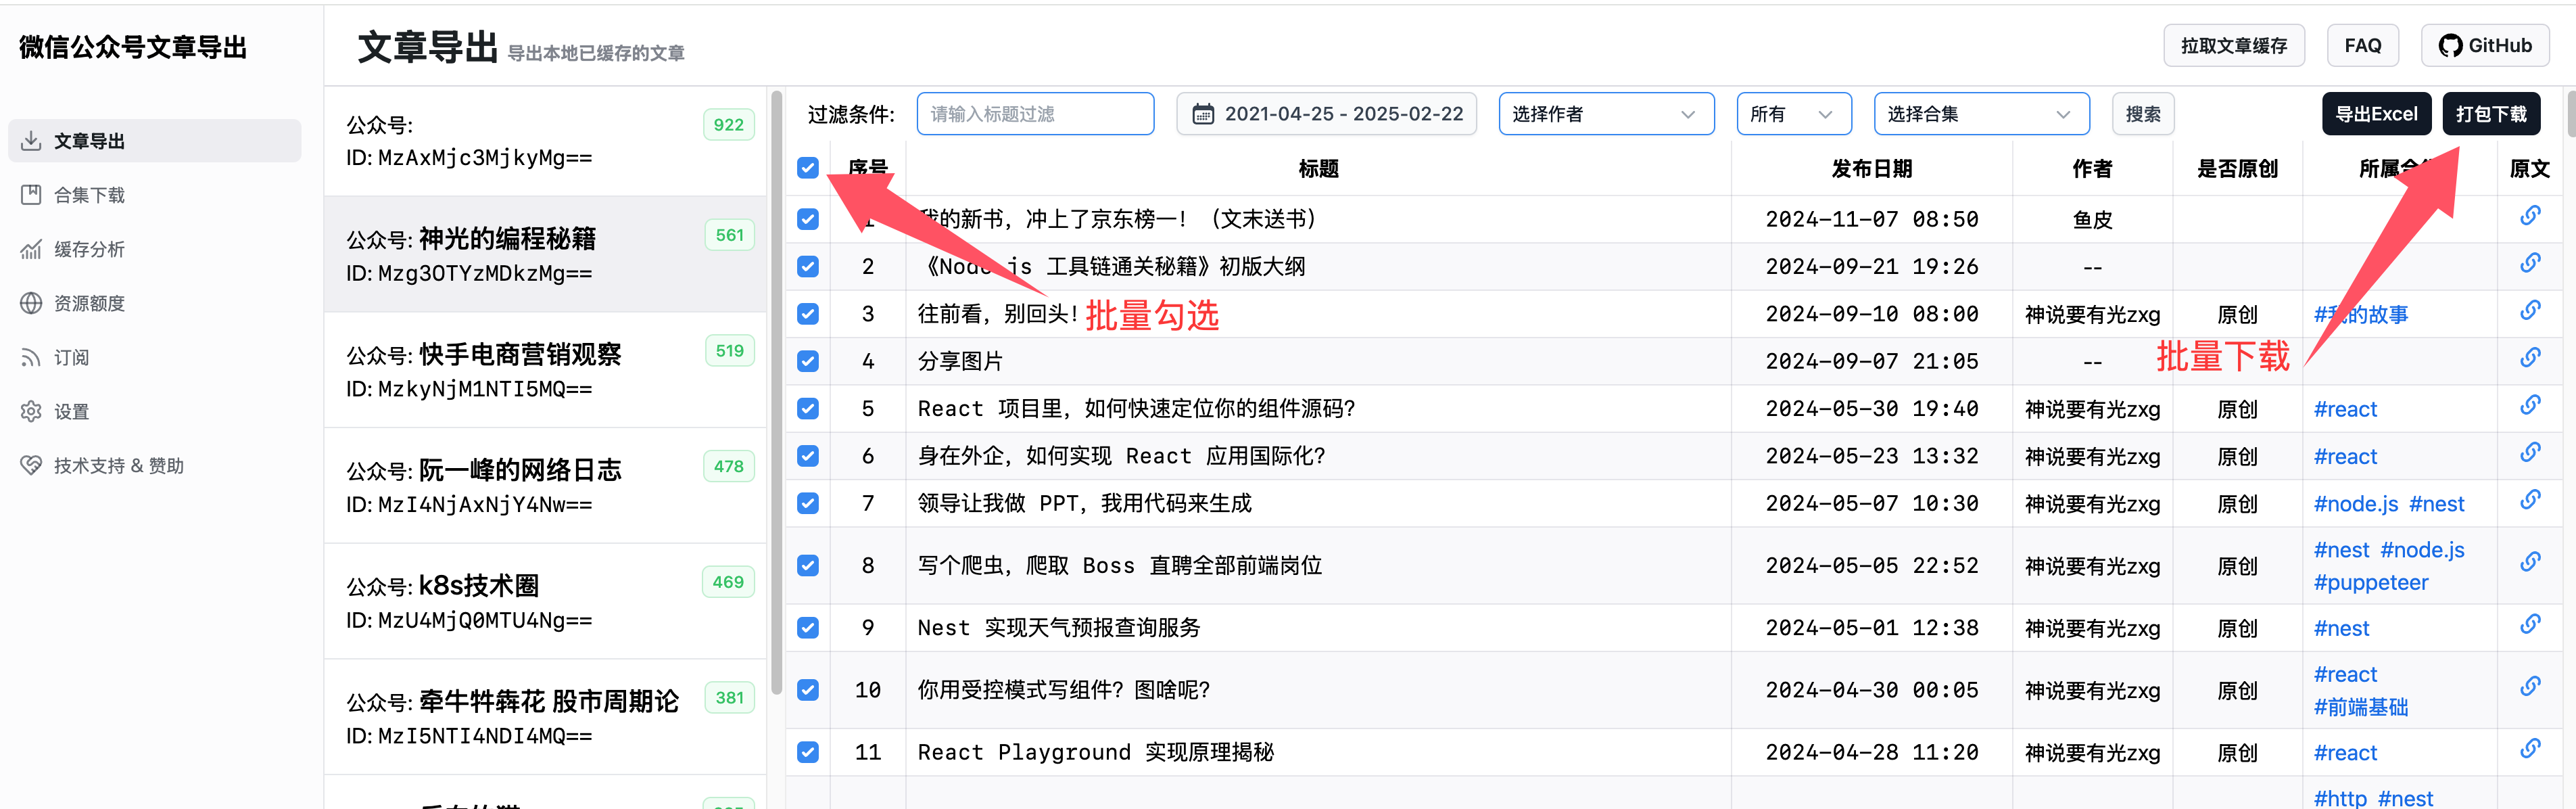 微信公众号文章导出
文章导出
合集下载
缓存分析
资源额度
订阅
设置
技术支持 & 赞助
文章导出 导出本地已缓存的文章
拉取文章缓存 FAQ GitHub
公众号: 922
ID: MzAxMjc3MjkyMg==
公众号: 神光的编程秘籍 561
ID: Mzg3OTYzMDkzMg==
公众号: 快手电商营销观察 519
ID: MzkyNjM1NTI5MQ==
公众号: 阮一峰的网络日志 478
ID: MzI4NjAxNjY4Nw==
公众号: k8s技术圈 469
ID: MzU4MjQ0MTU4Ng==
公众号: 牵牛牲犇花 股市周期论 381
ID: MzI5NTI4NDI4MQ==
过滤条件: 请输入标题过滤 2021-04-25 - 2025-02-22 选择作者 所有 选择合集 搜索 导出Excel 打包下载
序号 标题 发布日期 作者 是否原创 所属合 原文
1 我的新书，冲上了京东榜一！（文末送书） 2024-11-07 08:50 鱼皮
2 《Node.js 工具链通关秘籍》初版大纲 2024-09-21 19:26 --
3 往前看，别回头！ 2024-09-10 08:00 神说要有光zxg 原创 #我的故事
批量勾选
4 分享图片 2024-09-07 21:05 --
批量下载
5 React 项目里，如何快速定位你的组件源码？ 2024-05-30 19:40 神说要有光zxg 原创 #react
6 身在外企，如何实现 React 应用国际化？ 2024-05-23 13:32 神说要有光zxg 原创 #react
7 领导让我做 PPT，我用代码来生成 2024-05-07 10:30 神说要有光zxg 原创 #node.js #nest
8 写个爬虫，爬取 Boss 直聘全部前端岗位 2024-05-05 22:52 神说要有光zxg 原创 #nest #node.js
#puppeteer
9 Nest 实现天气预报查询服务 2024-05-01 12:38 神说要有光zxg 原创 #nest
10 你用受控模式写组件？图啥呢？ 2024-04-30 00:05 神说要有光zxg 原创 #react
#前端基础
11 React Playground 实现原理揭秘 2024-04-28 11:20 神说要有光zxg 原创 #react
#http #nest